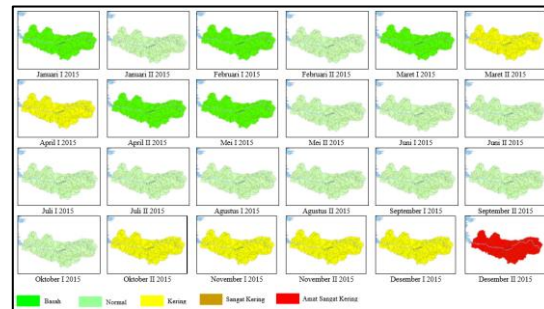 Januari I 2015 Januari II 2015 Februari I 2015 Februari II 2015 Maret I 2015 Maret II 2015
April I 2015 April II 2015 Mei I 2015 Mei II 2015 Juni I 2015 Juni II 2015
Juli I 2015 Juli II 2015 Agustus I 2015 Agustus II 2015 September I 2015 September II 2015
Oktober I 2015 Oktober II 2015 November I 2015 November II 2015 Desember I 2015 Desember II 2015
Basah Normal Kering Sangat Kering Amat Sangat Kering